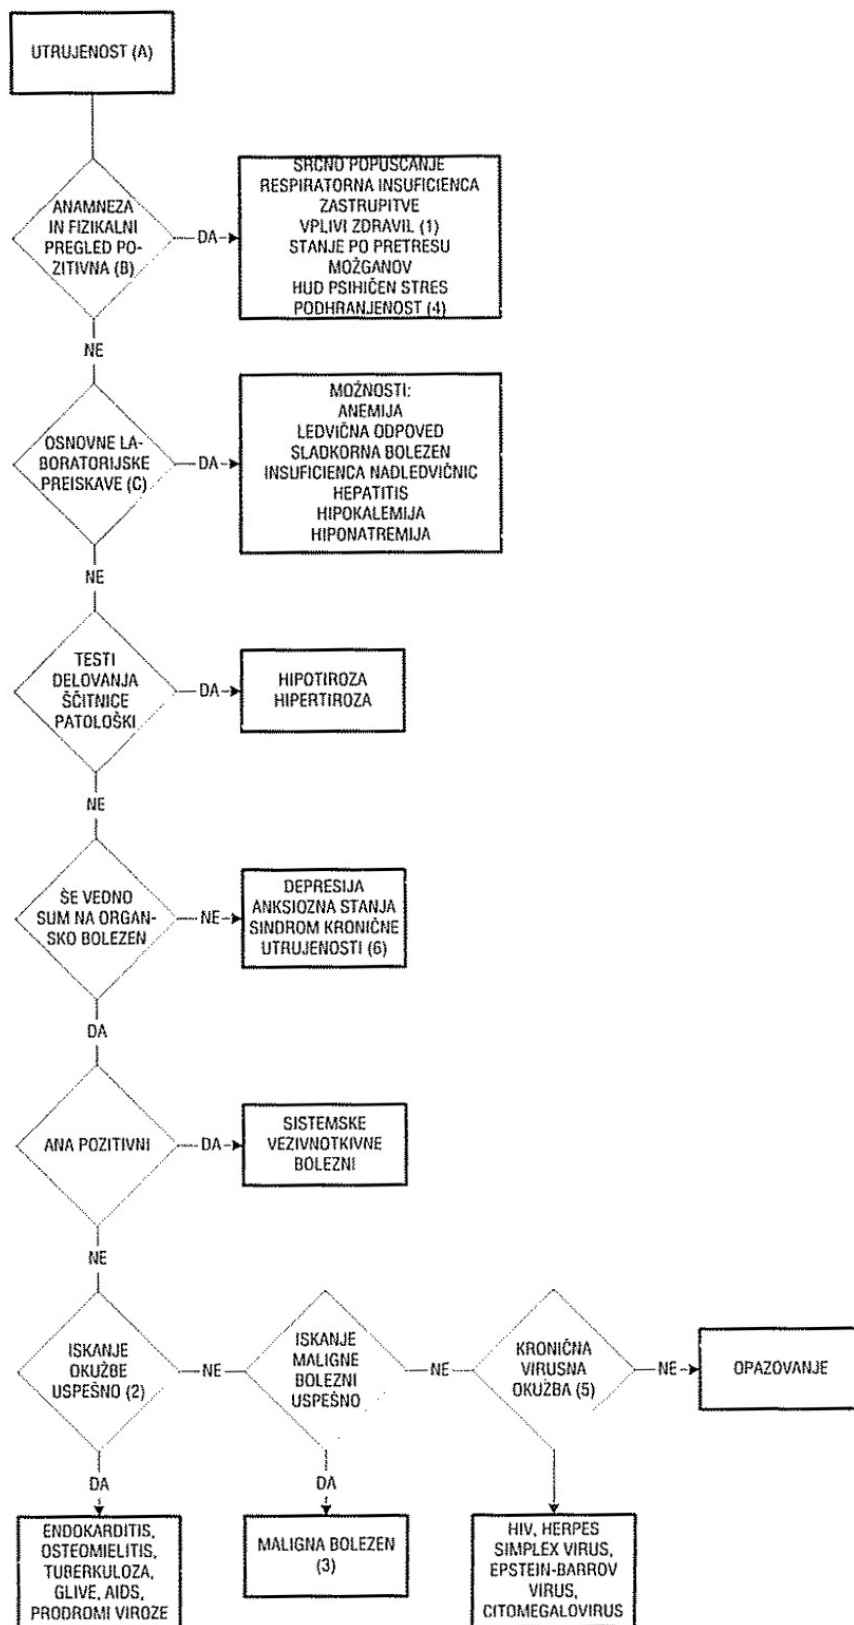 UTRUJENOST (A)
ANAMNEZA
IN FIZIKALNI
PREGLED PO-
ZITIVNA (B)
DA
SRČNO POPUŠČANJE
RESPIRATORNA INSUFICIENCA
ZASTRUPITVE
VPLIVI ZDRAVIL (1)
STANJE PO PRETRESU
MOŽGANOV
HUD PSIHIČEN STRES
PODHRANJENOST (4)
NE
OSNOVNE LA-
BORATORIJSKE
PREISKAVE (C)
DA
MOŽNOSTI:
ANEMIJA
LEDVIČNA ODPOVED
SLADKORNA BOLEZEN
INSUFICIENCA NADLEDVIČNIC
HEPATITIS
HIPOKALEMIJA
HIPONATREMIJA
NE
TESTI
DELOVANJA
ŠČITNICE
PATOLOŠKI
DA
HIPOTIROZA
HIPERTIROZA
NE
ŠE VEDNO
SUM NA ORGAN-
SKO BOLEZEN
NE
DEPRESIJA
ANKSIOZNA STANJA
SINDROM KRONIČNE
UTRUJENOSTI (6)
DA
ANA POZITIVNI
DA
SISTEMSKE
VEZIVNOTKIVNE
BOLEZNI
NE
ISKANJE
OKUŽBE
USPEŠNO (2)
NE
ISKANJE
MALIGNE
BOLEZNI
USPEŠNO
NE
KRONIČNA
VIRUSNA
OKUŽBA (5)
NE
OPAZOVANJE
DA
ENDOKARDITIS,
OSTEOMIELITIS,
TUBERKULOZA,
GLIVE, AIDS,
PRODROMI VIROZE
DA
MALIGNA BOLEZEN
(3)
HIV, HERPES
SIMPLEX VIRUS,
EPSTEIN-BARROV
VIRUS,
CITOMEGALOVIRUS